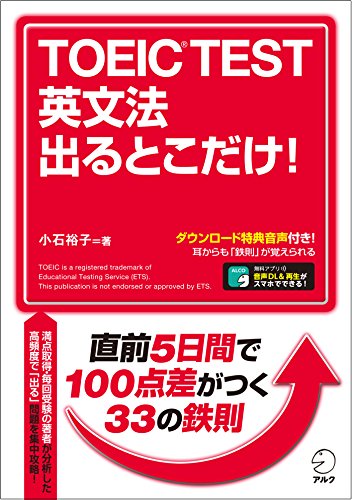 TOEIC® TEST
英文法
出るとこだけ！
小石裕子＝著
ダウンロード特典音声付き！
耳からも「鉄則」が覚えられる
TOEIC is a registered trademark of
Educational Testing Service (ETS).
This publication is not endorsed or approved by ETS.
ALCO
無料アプリ
音声DL&再生が
スマホでできる！
直前5日間で
100点差がつく
33の鉄則
満点取得・毎回受験の著者が分析した
高頻度で「出る」問題を集中攻略！
アルク